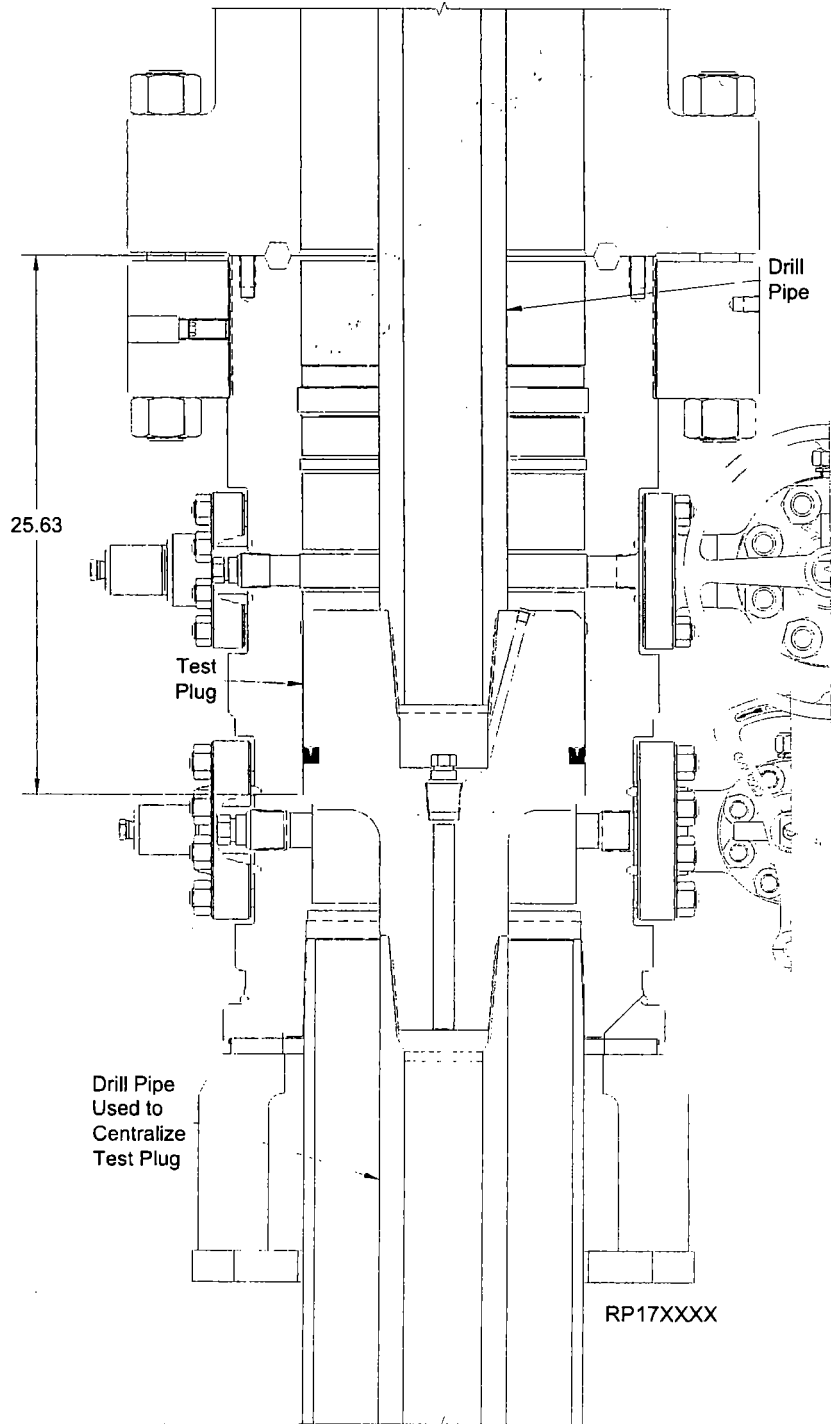 Drill
Pipe
25.63
Test
Plug
Drill Pipe
Used to
Centralize
Test Plug
RP17XXXX